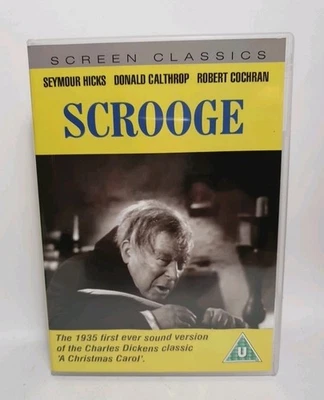 SCREEN CLASSICS
SEYMOUR HICKS DONALD CALTHROP ROBERT COCHRAN
SCROOGE
The 1935 first ever sound version
of the Charles Dickens classic
'A Christmas Carol'.
U